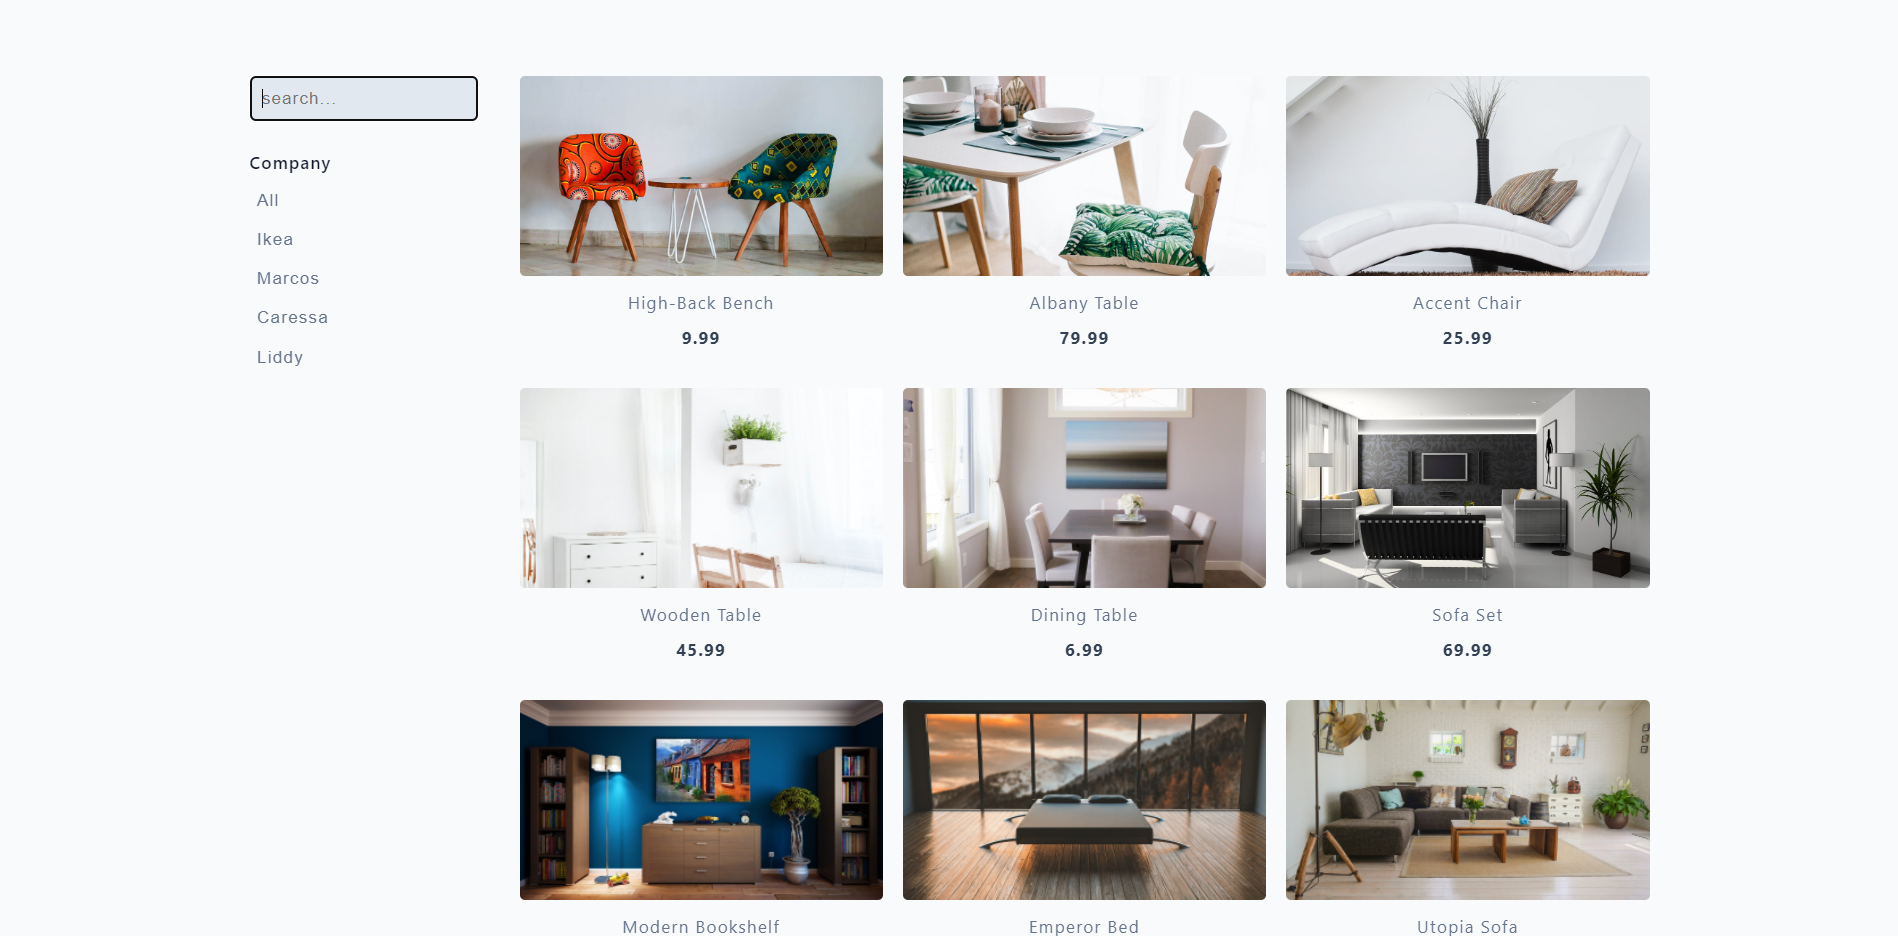 search...
Company
All
Ikea
Marcos
Caressa
Liddy
High-Back Bench
9.99
Albany Table
79.99
Accent Chair
25.99
Wooden Table
45.99
Dining Table
6.99
Sofa Set
69.99
Modern Bookshelf
Emperor Bed
Utopia Sofa